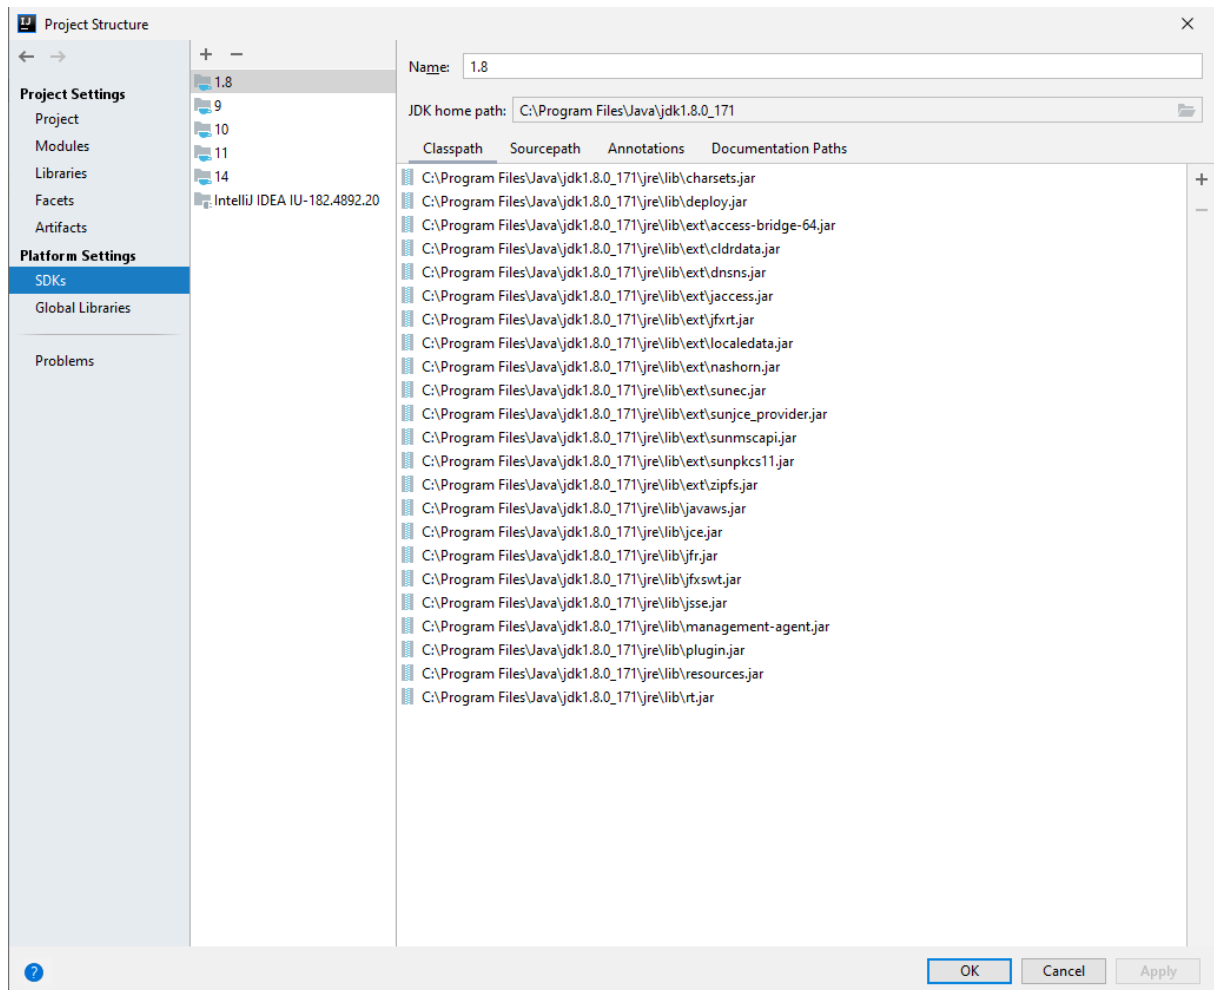 Project Structure
Project Settings
Project
Modules
Libraries
Facets
Artifacts
Platform Settings
SDKs
Global Libraries
Problems
1.8
9
10
11
14
IntelliJ IDEA IU-182.4892.20
Name: 1.8
JDK home path: C:\Program Files\Java\jdk1.8.0_171
Classpath Sourcepath Annotations Documentation Paths
C:\Program Files\Java\jdk1.8.0_171\jre\lib\charsets.jar
C:\Program Files\Java\jdk1.8.0_171\jre\lib\deploy.jar
C:\Program Files\Java\jdk1.8.0_171\jre\lib\ext\access-bridge-64.jar
C:\Program Files\Java\jdk1.8.0_171\jre\lib\ext\cldrdata.jar
C:\Program Files\Java\jdk1.8.0_171\jre\lib\ext\dnsns.jar
C:\Program Files\Java\jdk1.8.0_171\jre\lib\ext\jaccess.jar
C:\Program Files\Java\jdk1.8.0_171\jre\lib\ext\jfxrt.jar
C:\Program Files\Java\jdk1.8.0_171\jre\lib\ext\localedata.jar
C:\Program Files\Java\jdk1.8.0_171\jre\lib\ext\nashorn.jar
C:\Program Files\Java\jdk1.8.0_171\jre\lib\ext\sunec.jar
C:\Program Files\Java\jdk1.8.0_171\jre\lib\ext\sunjce_provider.jar
C:\Program Files\Java\jdk1.8.0_171\jre\lib\ext\sunmscapi.jar
C:\Program Files\Java\jdk1.8.0_171\jre\lib\ext\sunpkcs11.jar
C:\Program Files\Java\jdk1.8.0_171\jre\lib\ext\zipfs.jar
C:\Program Files\Java\jdk1.8.0_171\jre\lib\javaws.jar
C:\Program Files\Java\jdk1.8.0_171\jre\lib\jce.jar
C:\Program Files\Java\jdk1.8.0_171\jre\lib\jfr.jar
C:\Program Files\Java\jdk1.8.0_171\jre\lib\jfxswt.jar
C:\Program Files\Java\jdk1.8.0_171\jre\lib\jsse.jar
C:\Program Files\Java\jdk1.8.0_171\jre\lib\management-agent.jar
C:\Program Files\Java\jdk1.8.0_171\jre\lib\plugin.jar
C:\Program Files\Java\jdk1.8.0_171\jre\lib\resources.jar
C:\Program Files\Java\jdk1.8.0_171\jre\lib\rt.jar
OK Cancel Apply